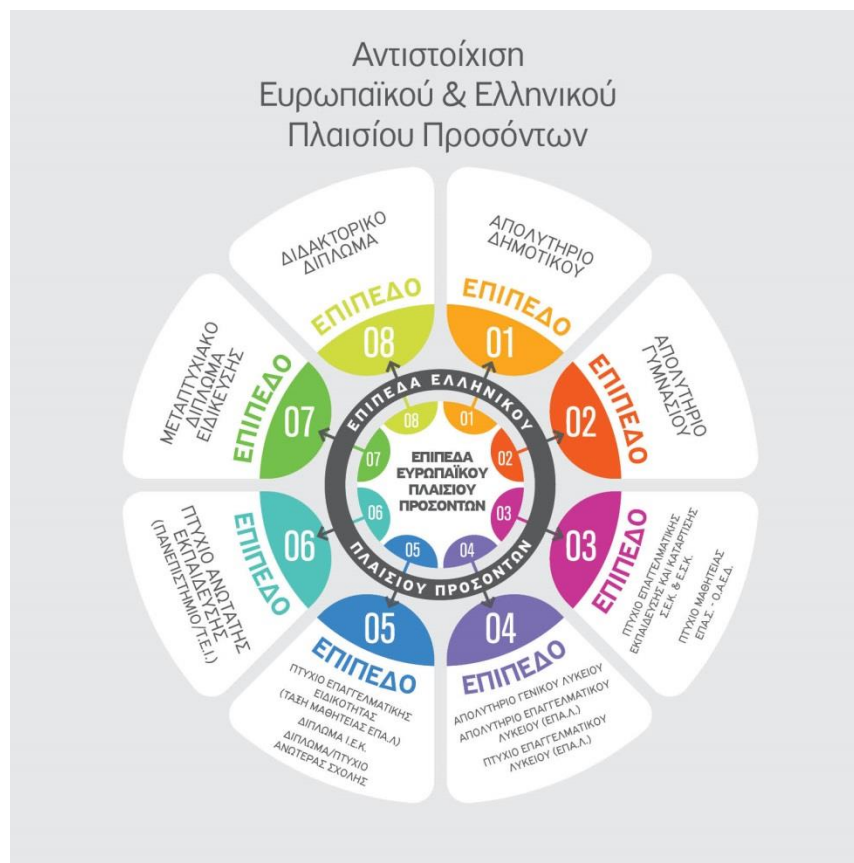 Αντιστοίχιση
Ευρωπαϊκού & Ελληνικού
Πλαισίου Προσόντων
ΑΠΟΛΥΤΗΡΙΟ
ΔΗΜΟΤΙΚΟΥ
ΕΠΙΠΕΔΟ
01
ΑΠΟΛΥΤΗΡΙΟ
ΓΥΜΝΑΣΙΟΥ
ΕΠΙΠΕΔΟ
02
ΠΤΥΧΙΟ ΕΠΑΓΓΕΛΜΑΤΙΚΗΣ
ΕΚΠΑΙΔΕΥΣΗΣ ΚΑΙ ΚΑΤΑΡΤΙΣΗΣ
Σ.Ε.Κ. & Ε.Σ.Κ.
ΠΤΥΧΙΟ ΜΑΘΗΤΕΙΑΣ
ΕΠΑ.Σ. - Ο.Α.Ε.Δ.
ΕΠΙΠΕΔΟ
03
04
ΕΠΙΠΕΔΟ
ΑΠΟΛΥΤΗΡΙΟ ΓΕΝΙΚΟΥ ΛΥΚΕΙΟΥ
ΑΠΟΛΥΤΗΡΙΟ ΕΠΑΓΓΕΛΜΑΤΙΚΟΥ
ΛΥΚΕΙΟΥ (ΕΠΑ.Λ.)
ΠΤΥΧΙΟ ΕΠΑΓΓΕΛΜΑΤΙΚΟΥ
ΛΥΚΕΙΟΥ (ΕΠΑ.Λ.)
05
ΕΠΙΠΕΔΟ
ΠΤΥΧΙΟ ΕΠΑΓΓΕΛΜΑΤΙΚΗΣ
ΕΙΔΙΚΟΤΗΤΑΣ
(ΤΑΞΗ ΜΑΘΗΤΕΙΑΣ ΕΠΑ.Λ)
ΔΙΠΛΩΜΑ Ι.Ε.Κ.
ΔΙΠΛΩΜΑ/ΠΤΥΧΙΟ
ΑΝΩΤΕΡΑΣ ΣΧΟΛΗΣ
06
ΕΠΙΠΕΔΟ
ΠΤΥΧΙΟ ΑΝΩΤΑΤΗΣ
ΕΚΠΑΙΔΕΥΣΗΣ
(ΠΑΝΕΠΙΣΤΗΜΙΟ/Τ.Ε.Ι.)
ΜΕΤΑΠΤΥΧΙΑΚΟ
ΔΙΠΛΩΜΑ
ΕΙΔΙΚΕΥΣΗΣ
ΕΠΙΠΕΔΟ
07
ΔΙΔΑΚΤΟΡΙΚΟ
ΔΙΠΛΩΜΑ
ΕΠΙΠΕΔΟ
08
ΕΠΙΠΕΔΑ ΕΛΛΗΝΙΚΟΥ
ΠΛΑΙΣΙΟΥ ΠΡΟΣΟΝΤΩΝ
01
02
03
04
05
06
07
08
ΕΠΙΠΕΔΑ
ΕΥΡΩΠΑΪΚΟΥ
ΠΛΑΙΣΙΟΥ
ΠΡΟΣΟΝΤΩΝ